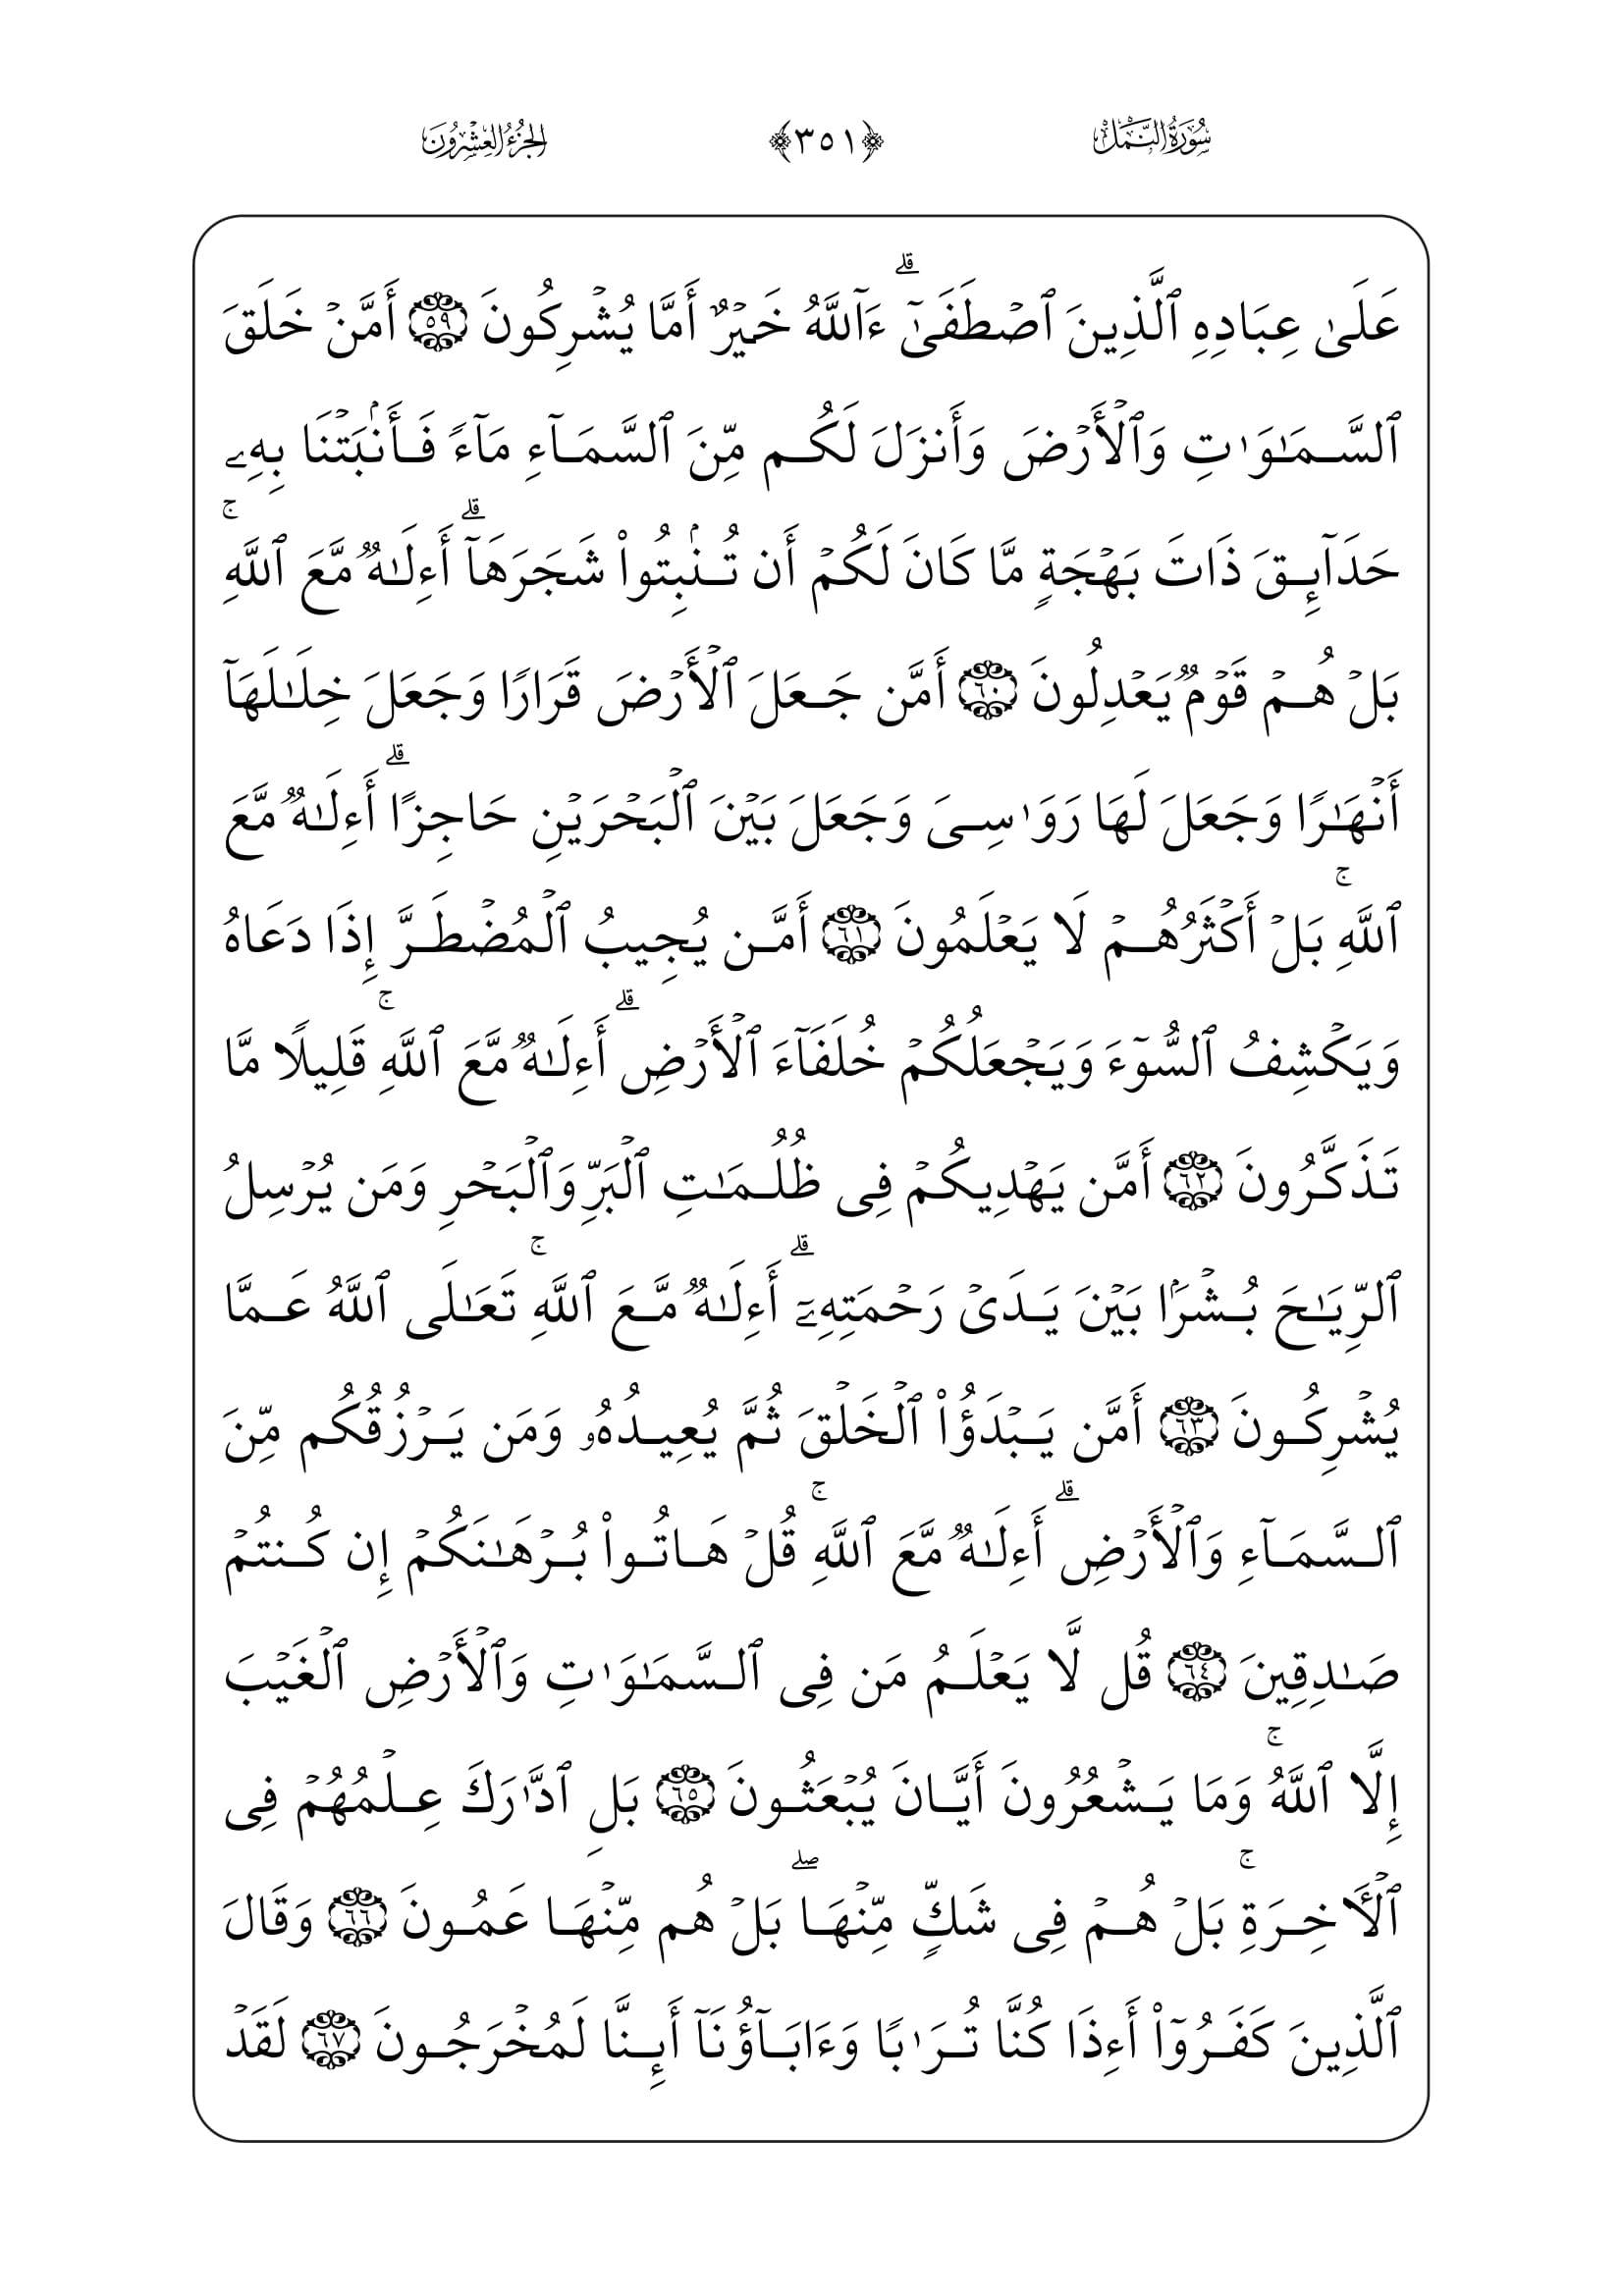 سُورَةُ النَّمۡلِ ﴿٣٥١﴾ الجُزۡءُ العِشۡرُونَ
عَلَىٰ عِبَادِهِ ٱلَّذِينَ ٱصۡطَفَىٰٓۗ ءَآللَّهُ خَيۡرٌ أَمَّا يُشۡرِكُونَ ٥٩ أَمَّنۡ خَلَقَ
ٱلسَّمَٰوَٰتِ وَٱلۡأَرۡضَ وَأَنزَلَ لَكُم مِّنَ ٱلسَّمَآءِ مَآءٗ فَأَنۢبَتۡنَا بِهِۦ
حَدَآئِقَ ذَاتَ بَهۡجَةٖ مَّا كَانَ لَكُمۡ أَن تُنۢبِتُواْ شَجَرَهَآۗ أَءِلَٰهٞ مَّعَ ٱللَّهِۚ
بَلۡ هُمۡ قَوۡمٞ يَعۡدِلُونَ ٦٠ أَمَّن جَعَلَ ٱلۡأَرۡضَ قَرَارٗا وَجَعَلَ خِلَٰلَهَآ
أَنۡهَٰرٗا وَجَعَلَ لَهَا رَوَٰسِيَ وَجَعَلَ بَيۡنَ ٱلۡبَحۡرَيۡنِ حَاجِزًاۗ أَءِلَٰهٞ مَّعَ
ٱللَّهِۚ بَلۡ أَكۡثَرُهُمۡ لَا يَعۡلَمُونَ ٦١ أَمَّن يُجِيبُ ٱلۡمُضۡطَرَّ إِذَا دَعَاهُ
وَيَكۡشِفُ ٱلسُّوٓءَ وَيَجۡعَلُكُمۡ خُلَفَآءَ ٱلۡأَرۡضِۗ أَءِلَٰهٞ مَّعَ ٱللَّهِۚ قَلِيلٗا مَّا
تَذَكَّرُونَ ٦٢ أَمَّن يَهۡدِيكُمۡ فِي ظُلُمَٰتِ ٱلۡبَرِّ وَٱلۡبَحۡرِ وَمَن يُرۡسِلُ
ٱلرِّيَٰحَ بُشۡرَۢا بَيۡنَ يَدَيۡ رَحۡمَتِهِۦٓۗ أَءِلَٰهٞ مَّعَ ٱللَّهِۚ تَعَٰلَى ٱللَّهُ عَمَّا
يُشۡرِكُونَ ٦٣ أَمَّن يَبۡدَؤُاْ ٱلۡخَلۡقَ ثُمَّ يُعِيدُهُۥ وَمَن يَرۡزُقُكُم مِّنَ
ٱلسَّمَآءِ وَٱلۡأَرۡضِۗ أَءِلَٰهٞ مَّعَ ٱللَّهِۚ قُلۡ هَاتُواْ بُرۡهَٰنَكُمۡ إِن كُنتُمۡ
صَٰدِقِينَ ٦٤ قُل لَّا يَعۡلَمُ مَن فِي ٱلسَّمَٰوَٰتِ وَٱلۡأَرۡضِ ٱلۡغَيۡبَ
إِلَّا ٱللَّهُۚ وَمَا يَشۡعُرُونَ أَيَّانَ يُبۡعَثُونَ ٦٥ بَلِ ٱدَّٰرَكَ عِلۡمُهُمۡ فِي
ٱلۡأٓخِرَةِۚ بَلۡ هُمۡ فِي شَكّٖ مِّنۡهَاۖ بَلۡ هُم مِّنۡهَا عَمُونَ ٦٦ وَقَالَ
ٱلَّذِينَ كَفَرُوٓاْ أَءِذَا كُنَّا تُرَٰبٗا وَءَابَآؤُنَآ أَئِنَّا لَمُخۡرَجُونَ ٦٧ لَقَدۡ